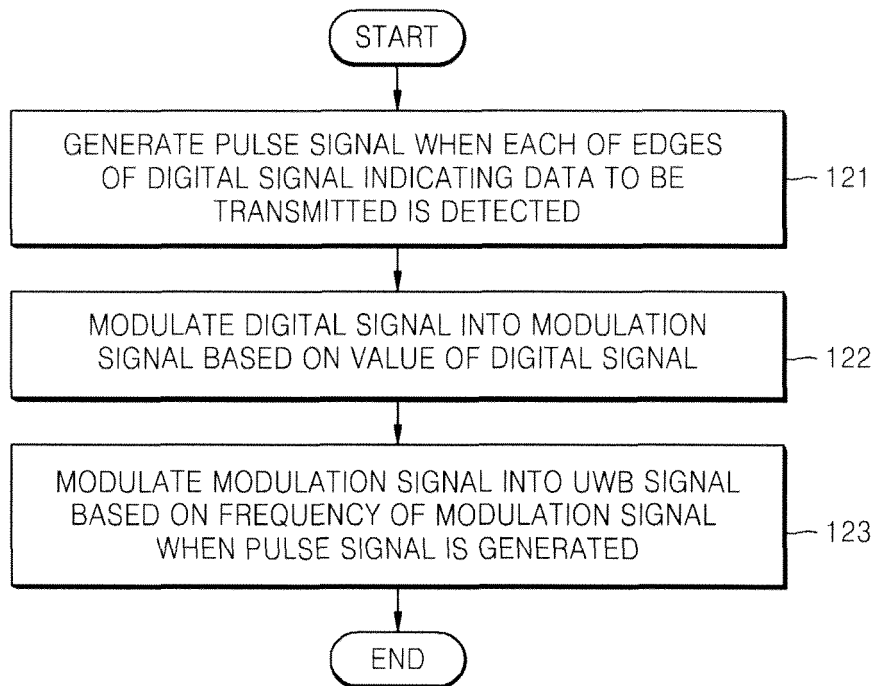 START
GENERATE PULSE SIGNAL WHEN EACH OF EDGES
OF DIGITAL SIGNAL INDICATING DATA TO BE
TRANSMITTED IS DETECTED
121
MODULATE DIGITAL SIGNAL INTO MODULATION
SIGNAL BASED ON VALUE OF DIGITAL SIGNAL
122
MODULATE MODULATION SIGNAL INTO UWB SIGNAL
BASED ON FREQUENCY OF MODULATION SIGNAL
WHEN PULSE SIGNAL IS GENERATED
123
END